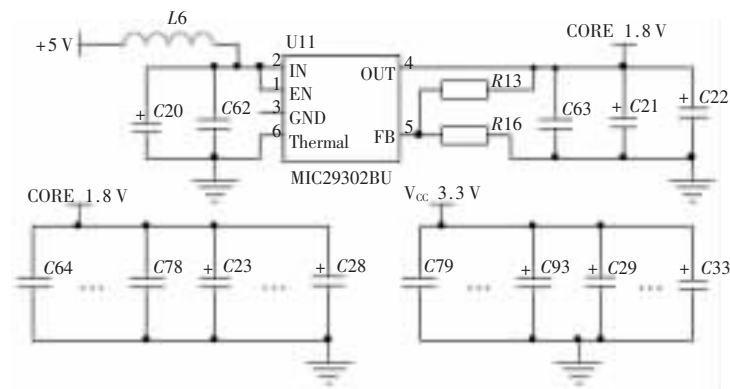 L6
+5 V
U11
CORE 1.8 V
2
IN
OUT
4
1
EN
R13
+ C20
C62
3
GND
C63
+ C21
+ C22
6
Thermal
FB
5
R16
MIC29302BU
CORE 1.8 V
Vcc 3.3 V
C64
...
C78
+ C23
...
+ C28
C79
...
+ C93
+ C29
...
+ C33